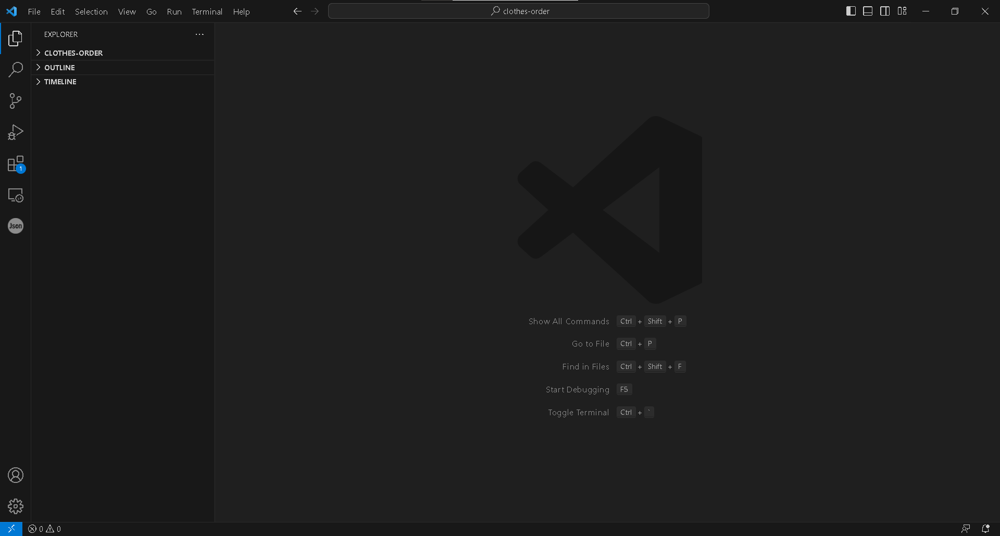 File Edit Selection View Go Run Terminal Help
clothes-order
EXPLORER
CLOTHES-ORDER
OUTLINE
TIMELINE
1
Json
Show All Commands Ctrl + Shift + P
Go to File Ctrl + P
Find in Files Ctrl + Shift + F
Start Debugging F5
Toggle Terminal Ctrl + `
0 0